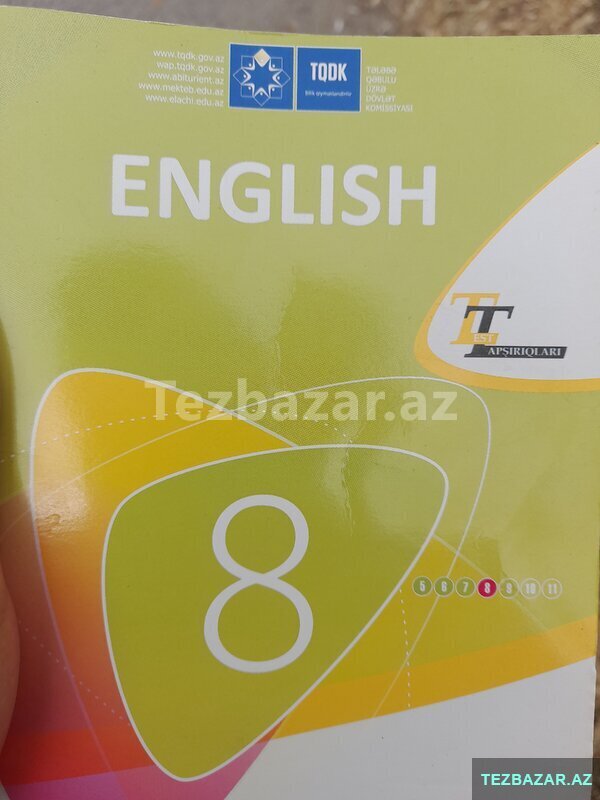 www.tqdk.gov.az
wap.tqdk.gov.az
www.abiturient.az
www.mekteb.edu.az
www.elachi.edu.az
TQDK
Bilik qiymətləndirilir
TƏLƏBƏ
QƏBULU
ÜZRƏ
DÖVLƏT
KOMİSSİYASI
ENGLISH
TEST
TAPŞIRIQLARI
Tezbazar.az
8
5 6 7 8 9 10 11
TEZBAZAR.AZ